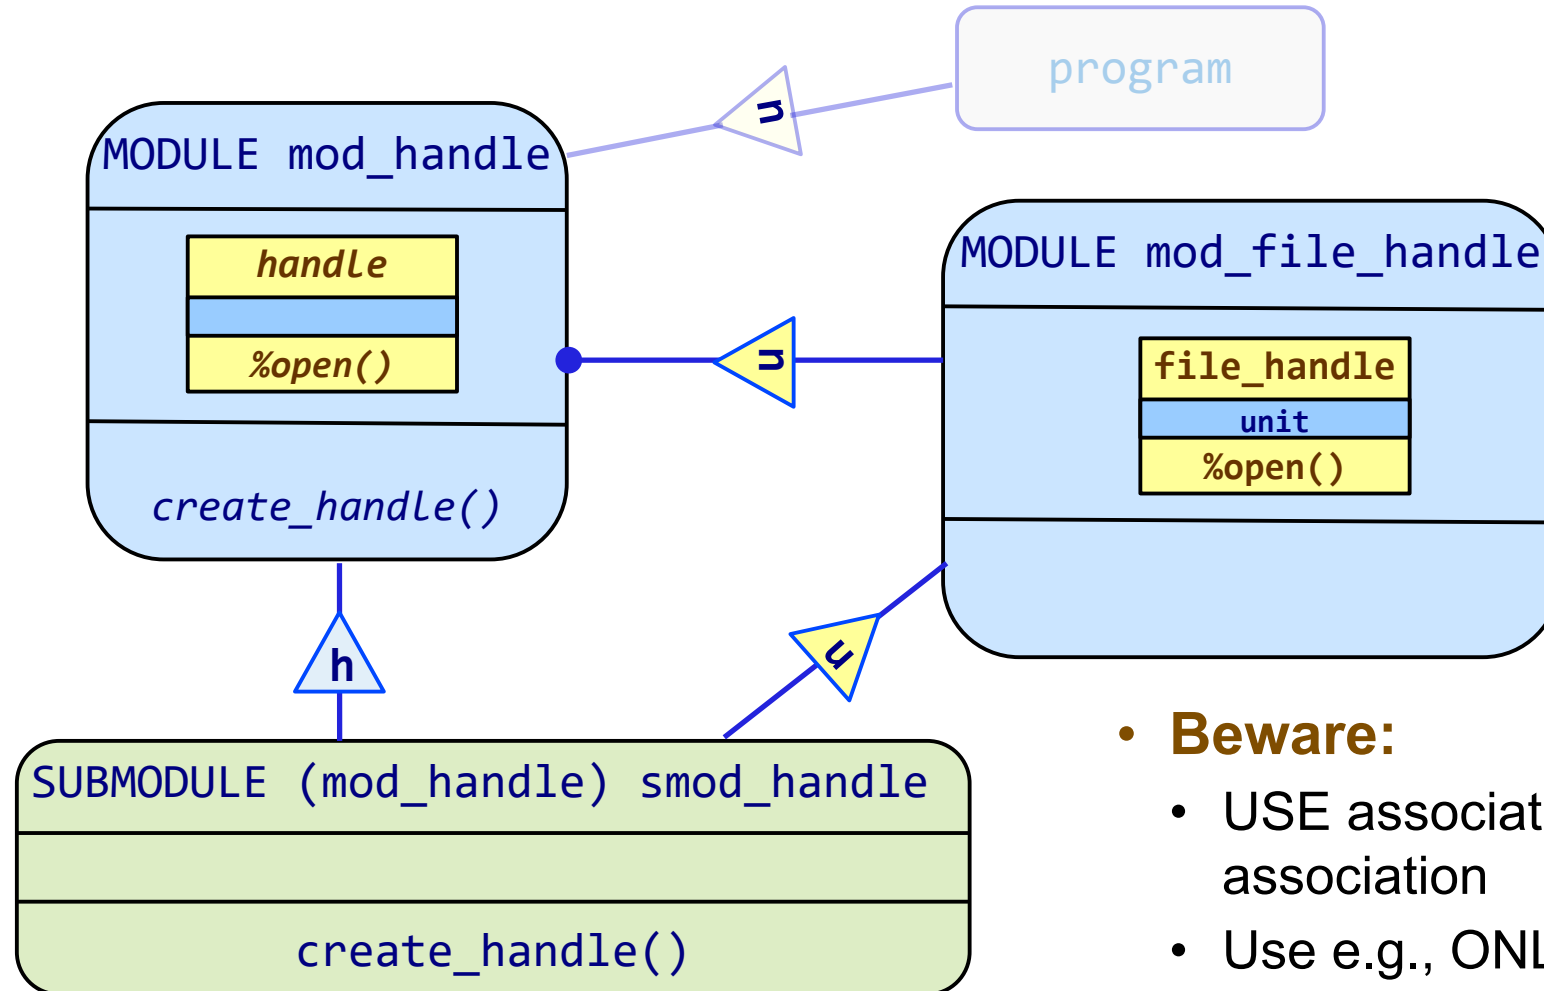 program
u
MODULE mod_handle
handle
%open()
create_handle()
u
MODULE mod_file_handle
file_handle
unit
%open()
h
u
SUBMODULE (mod_handle) smod_handle
create_handle()
• Beware:
• USE associat
association
• Use e.g., ONL